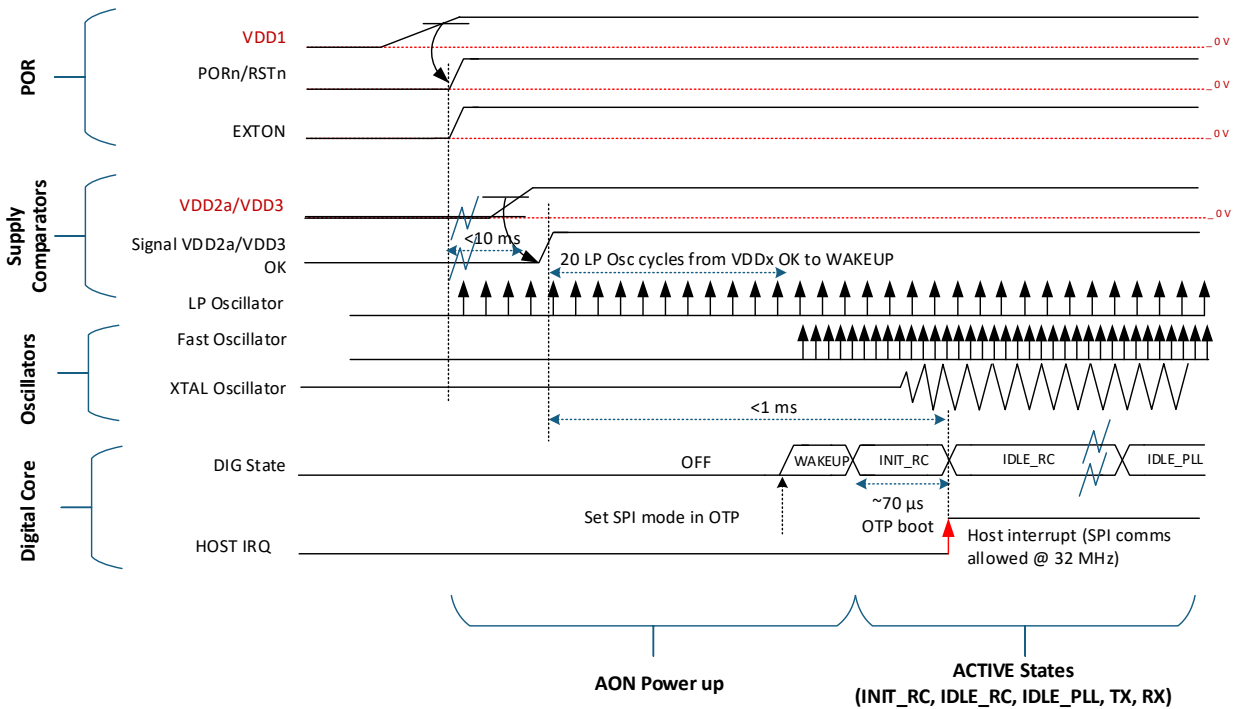 POR
VDD1
0 V
PORn/RSTn
0 V
EXTON
0 V
Supply
Comparators
VDD2a/VDD3
0 V
Signal VDD2a/VDD3
OK
<10 ms
20 LP Osc cycles from VDDx OK to WAKEUP
Oscillators
LP Oscillator
Fast Oscillator
XTAL Oscillator
<1 ms
Digital Core
DIG State
OFF
WAKEUP
INIT_RC
IDLE_RC
IDLE_PLL
Set SPI mode in OTP
~70 µs
OTP boot
HOST IRQ
Host interrupt (SPI comms
allowed @ 32 MHz)
AON Power up
ACTIVE States
(INIT_RC, IDLE_RC, IDLE_PLL, TX, RX)